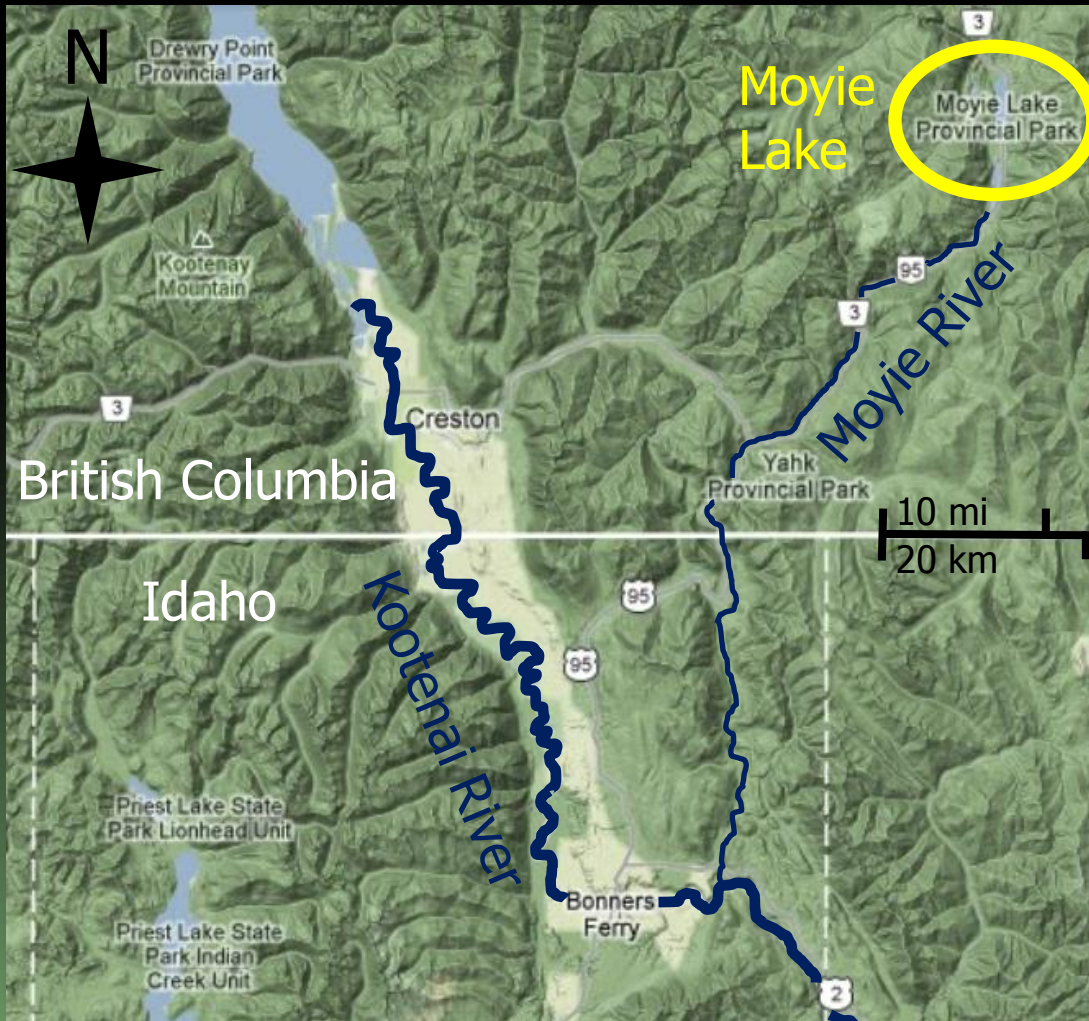 N
Drewry Point
Provincial Park
3
Moyie
Lake
Moyie Lake
Provincial Park
Kootenay
Mountain
95
3
Moyie River
3
Creston
British Columbia
Yahk
Provincial Park
10 mi
20 km
Idaho
95
Kootenai River
95
Priest Lake State
Park Lionhead Unit
Bonners
Ferry
Priest Lake State
Park Indian
Creek Unit
2